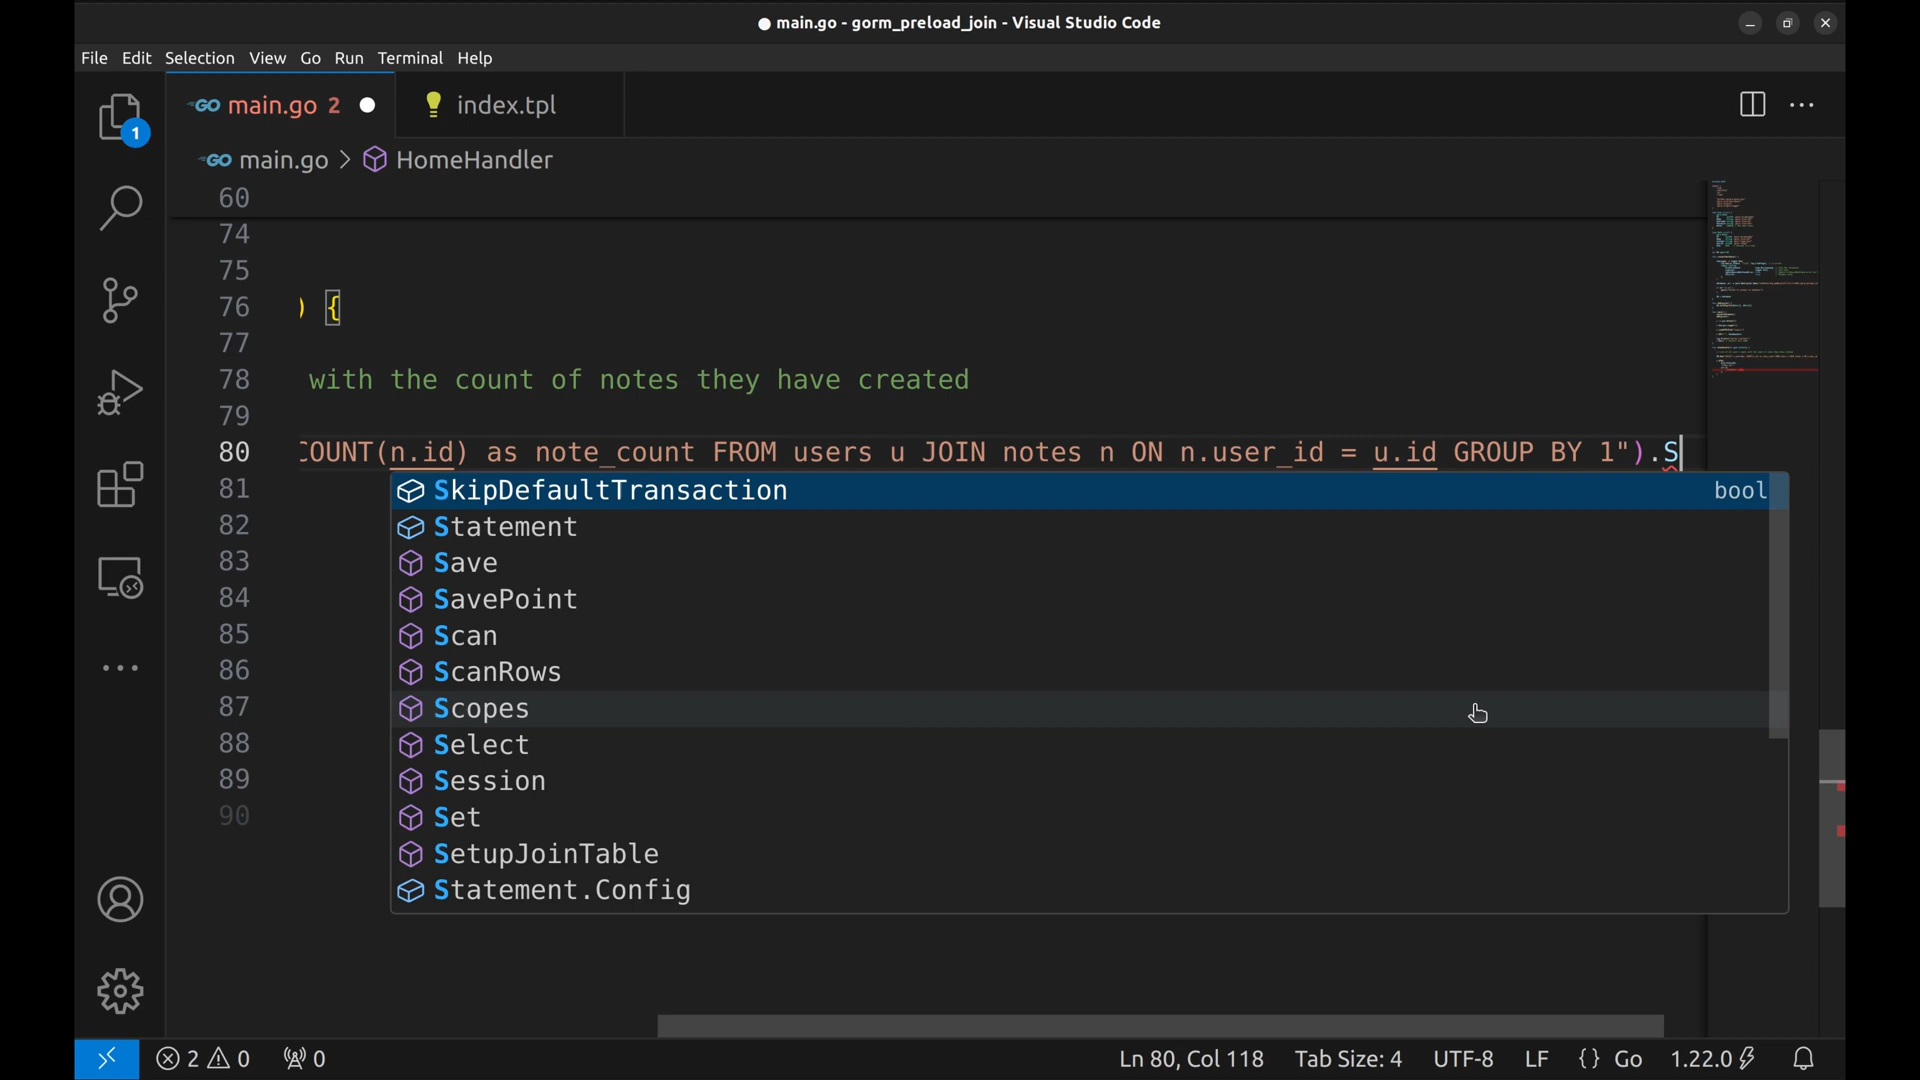 ● main.go - gorm_preload_join - Visual Studio Code
File Edit Selection View Go Run Terminal Help
GO main.go 2 ● index.tpl
1
GO main.go > HomeHandler
60
74
75
76 ) {
77
78 with the count of notes they have created
79
80 COUNT(n.id) as note_count FROM users u JOIN notes n ON n.user_id = u.id GROUP BY 1").S
81 SkipDefaultTransaction bool
82 Statement
83 Save
84 SavePoint
85 Scan
86 ScanRows
87 Scopes
88 Select
89 Session
90 Set
SetupJoinTable
Statement.Config
2 0 0 Ln 80, Col 118 Tab Size: 4 UTF-8 LF {} Go 1.22.0